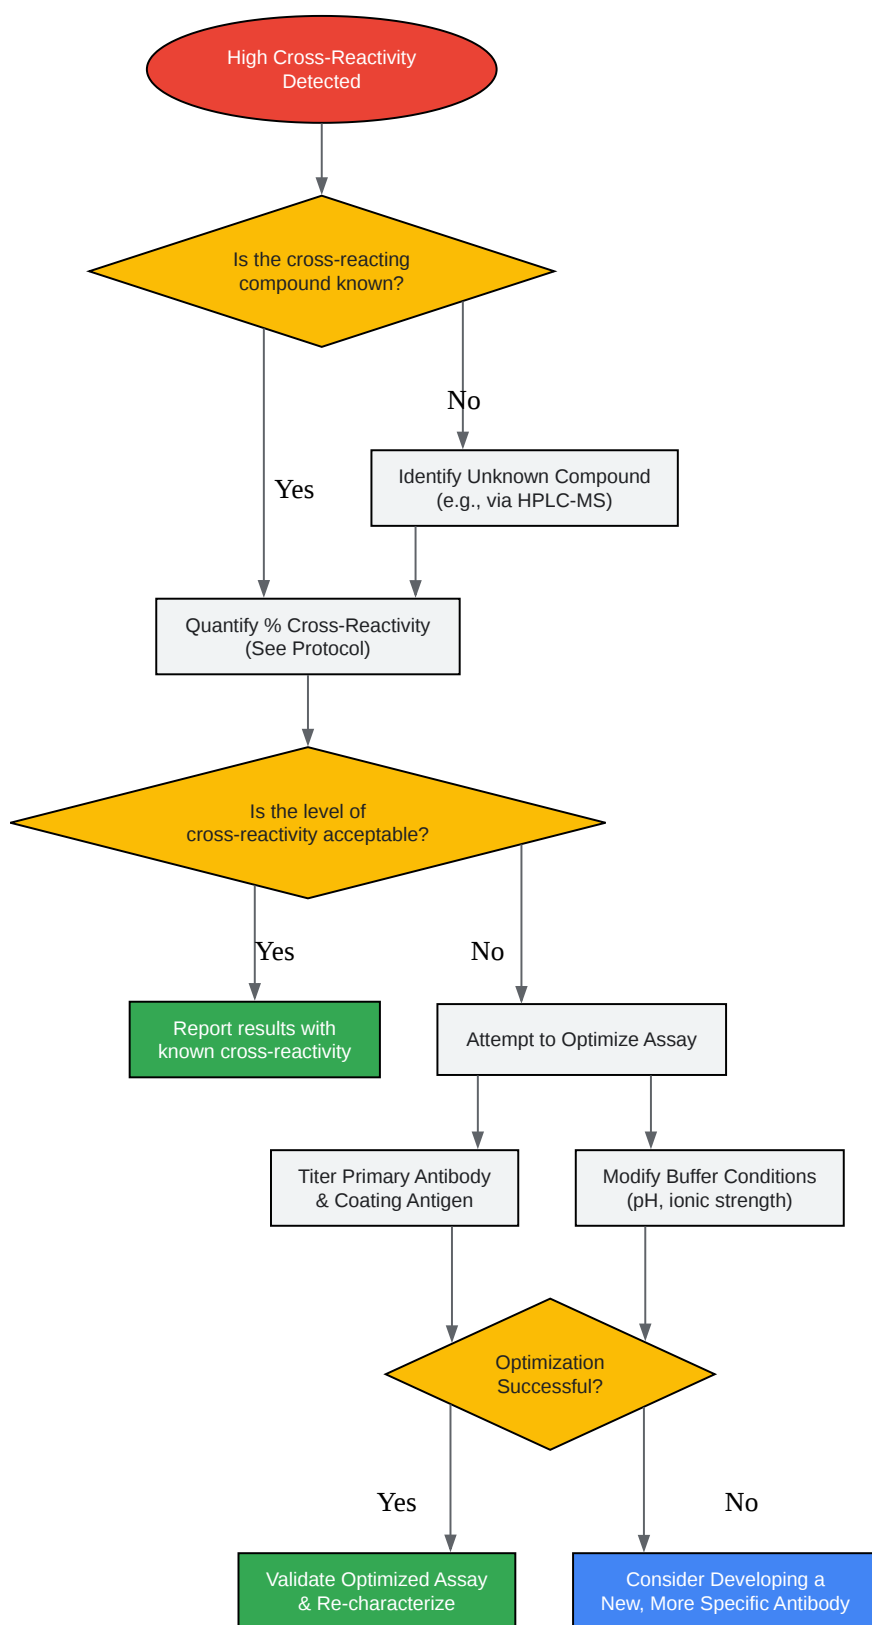 High Cross-Reactivity
Detected
Is the cross-reacting
compound known?
No
Yes
Identify Unknown Compound
(e.g., via HPLC-MS)
Quantify % Cross-Reactivity
(See Protocol)
Is the level of
cross-reactivity acceptable?
Yes
No
Report results with
known cross-reactivity
Attempt to Optimize Assay
Titer Primary Antibody
& Coating Antigen
Modify Buffer Conditions
(pH, ionic strength)
Optimization
Successful?
Yes
No
Validate Optimized Assay
& Re-characterize
Consider Developing a
New, More Specific Antibody